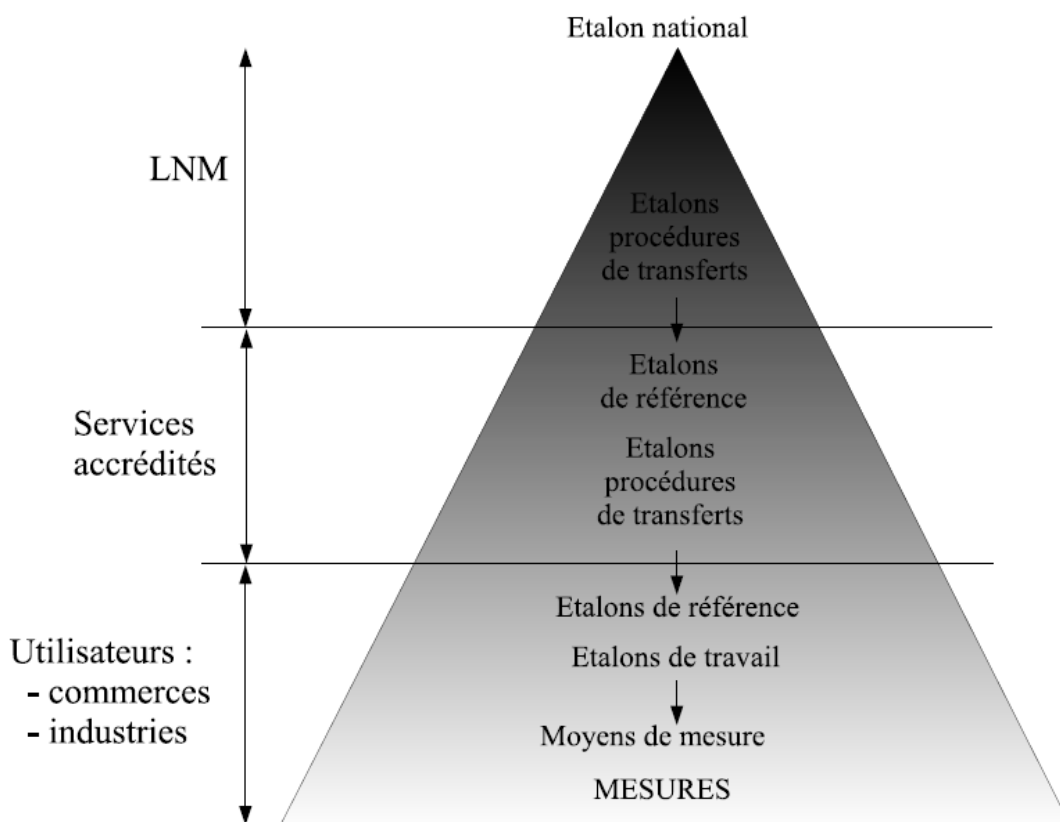 Etalon national
LNM
Etalons
procédures
de transferts
Etalons
de référence
Services
accrédités
Etalons
procédures
de transferts
Etalons de référence
Utilisateurs :
- commerces
- industries
Etalons de travail
Moyens de mesure
MESURES